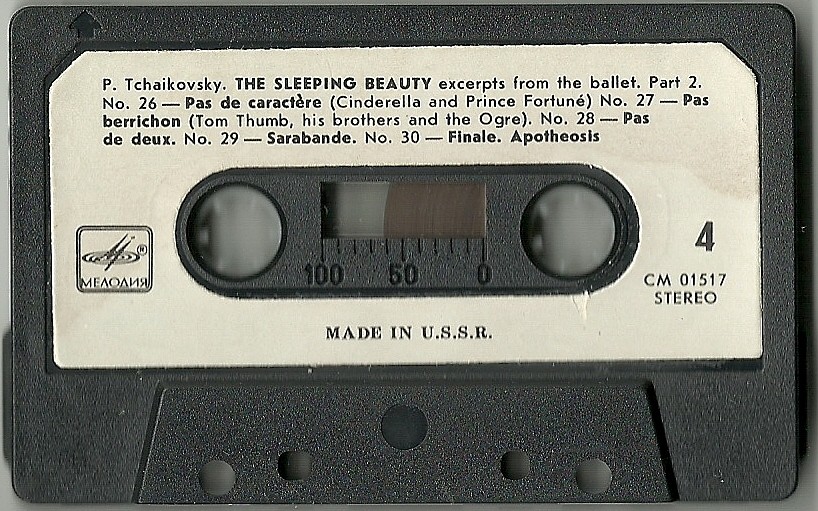 P. Tchaikovsky. THE SLEEPING BEAUTY excerpts from the ballet. Part 2.
No. 26 — Pas de caractère (Cinderella and Prince Fortuné) No. 27 — Pas
berrichon (Tom Thumb, his brothers and the Ogre). No. 28 — Pas
de deux. No. 29 — Sarabande. No. 30 — Finale. Apotheosis
4
®
МЕЛОДИЯ
100 50 0
CM 01517
STEREO
MADE IN U.S.S.R.